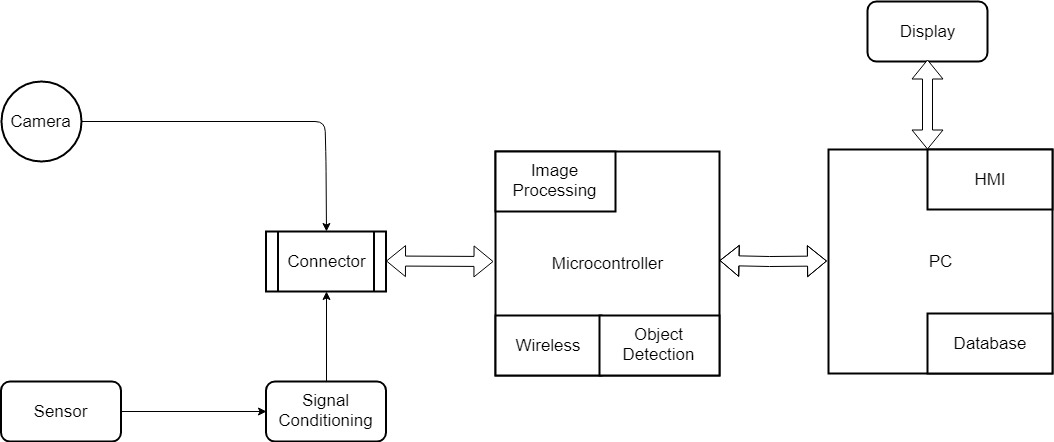 Display
Camera
Image
Processing
HMI
Connector
Microcontroller
PC
Wireless
Object
Detection
Database
Sensor
Signal
Conditioning